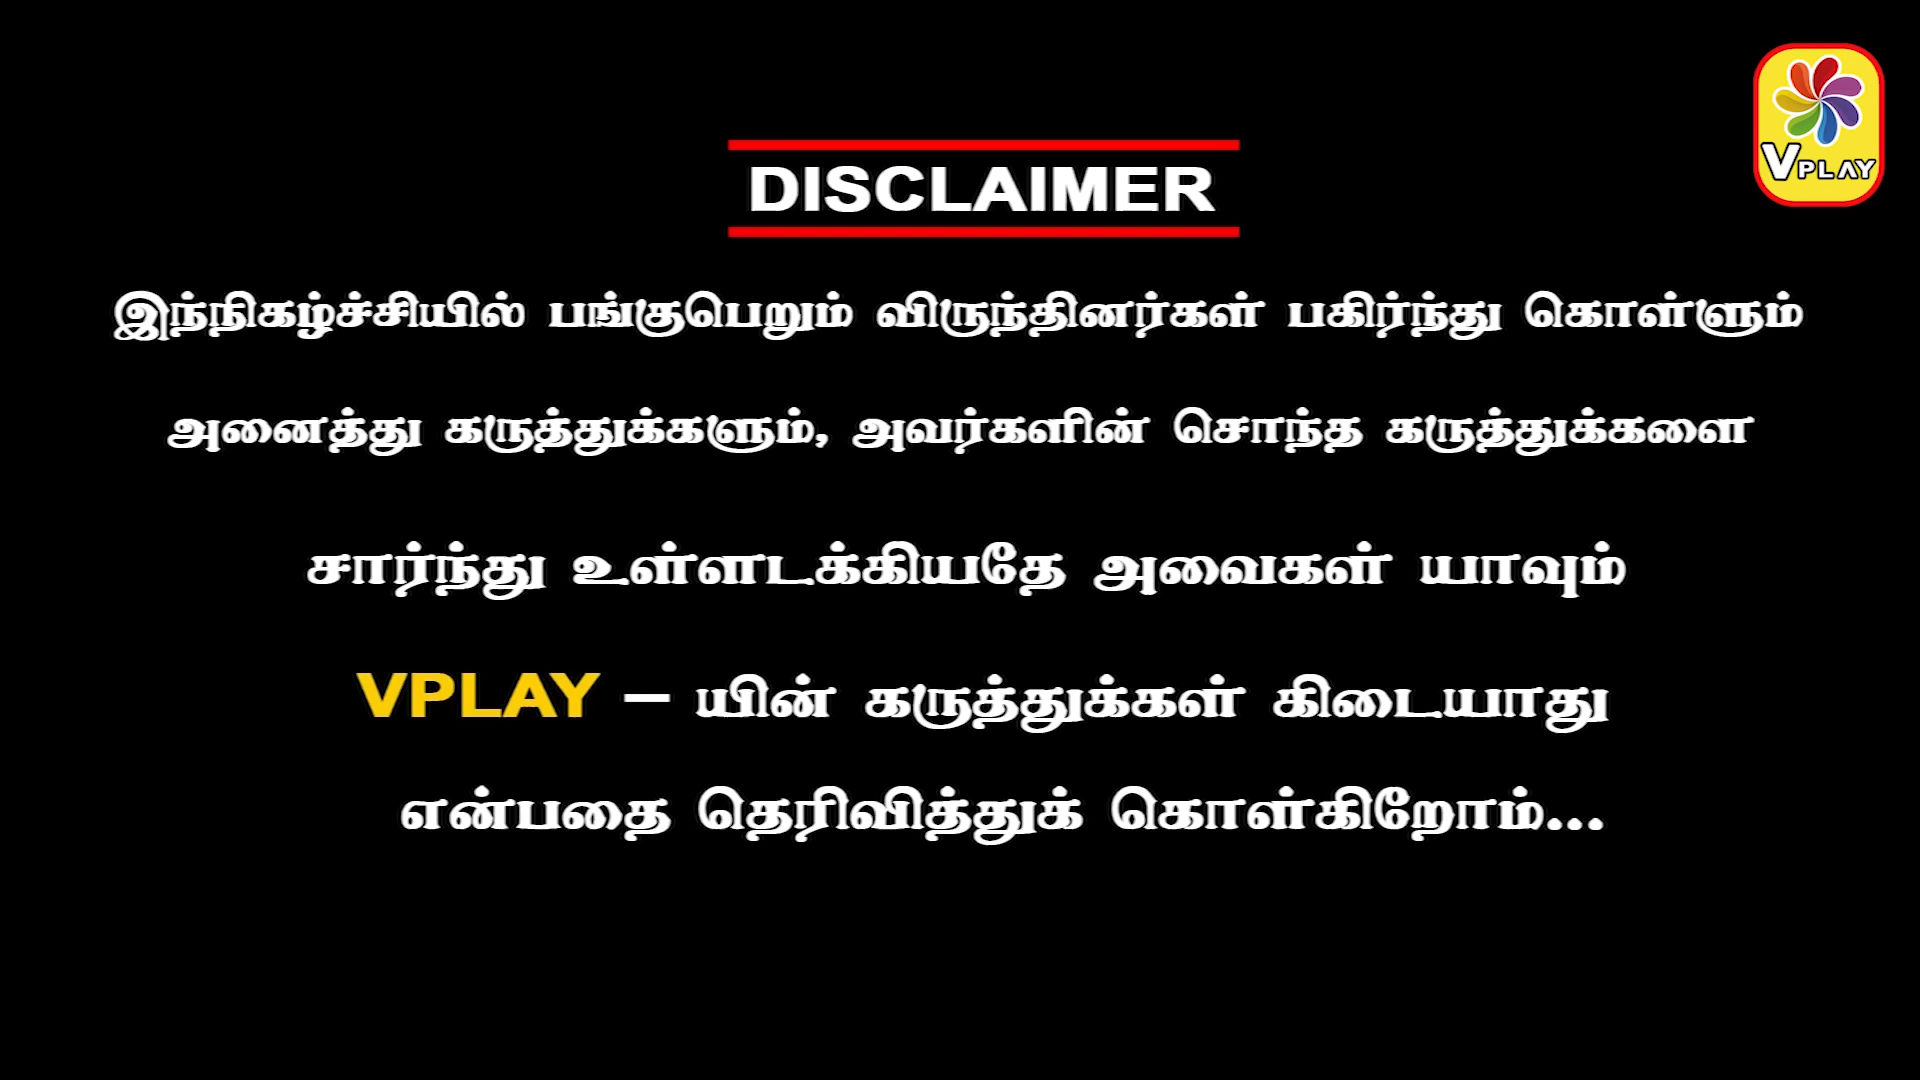 VPLAY
DISCLAIMER
இந்நிகழ்ச்சியில் பங்குபெறும் விருந்தினர்கள் பகிர்ந்து கொள்ளும்
அனைத்து கருத்துக்களும், அவர்களின் சொந்த கருத்துக்களை
சார்ந்து உள்ளடக்கியதே அவைகள் யாவும்
VPLAY – யின் கருத்துக்கள் கிடையாது
என்பதை தெரிவித்துக் கொள்கிறோம்...